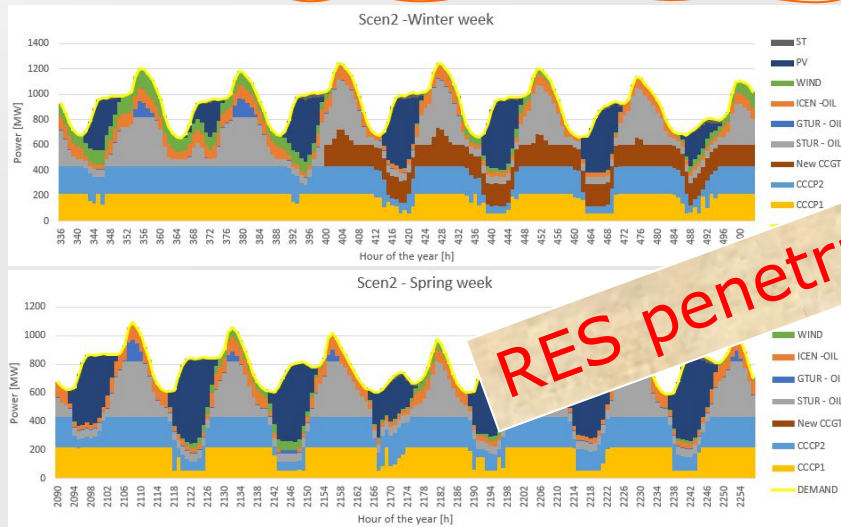 Scen2 -Winter week
1400
1200
1000
800
600
400
200
0
Power [MW]
336 340 344 348 352 356 360 364 368 372 376 380 384 388 392 396 400 404 408 412 416 420 424 428 432 436 440 444 448 452 456 460 464 468 472 476 480 484 488 492 496
Hour of the year [h]
ST
PV
WIND
ICEN -OIL
GTUR - OIL
STUR - OIL
New CCGT
CCCP2
CCCP1
RES penetr
Scen2 - Spring week
1200
1000
800
600
400
200
0
Power [MW]
2090 2094 2098 2102 2106 2110 2114 2118 2122 2126 2130 2134 2138 2142 2146 2150 2154 2158 2162 2166 2170 2174 2178 2182 2186 2190 2194 2198 2202 2206 2210 2214 2218 2222 2226 2230 2234 2238 2242 2246 2250 2254
Hour of the year [h]
WIND
ICEN -OIL
GTUR - OI
STUR - OIL
New CCGT
CCCP2
CCCP1
DEMAND